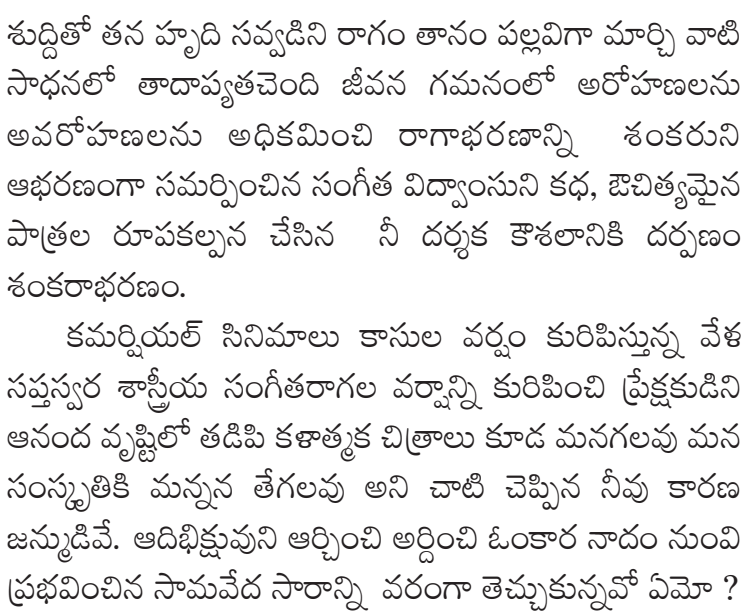 శుద్దితో తన హృది సవ్వడిని రాగం తానం పల్లవిగా మార్చి వాటి
సాధనలో తాదాప్యతచెంది జీవన గమనంలో అరోహణలను
అవరోహణలను అధికమించి రాగాభరణాన్ని శంకరుని
ఆభరణంగా సమర్పించిన సంగీత విద్వాంసుని కధ, ఔచిత్యమైన
పాత్రల రూపకల్పన చేసిన నీ దర్శక కౌశలానికి దర్పణం
శంకరాభరణం.
కమర్షియల్ సినిమాలు కాసుల వర్షం కురిపిస్తున్న వేళ
సప్తస్వర శాస్త్రీయ సంగీతరాగల వర్షాన్ని కురిపించి ప్రేక్షకుడిని
ఆనంద వృష్టిలో తడిపి కళాత్మక చిత్రాలు కూడ మనగలవు మన
సంస్కృతికి మన్నన తేగలవు అని చాటి చెప్పిన నీవు కారణ
జన్ముడివే. ఆదిభిక్షువుని ఆర్చించి అర్దించి ఓంకార నాదం నుంవి
ప్రభవించిన సామవేద సారాన్ని వరంగా తెచ్చుకున్నవో ఏమో ?